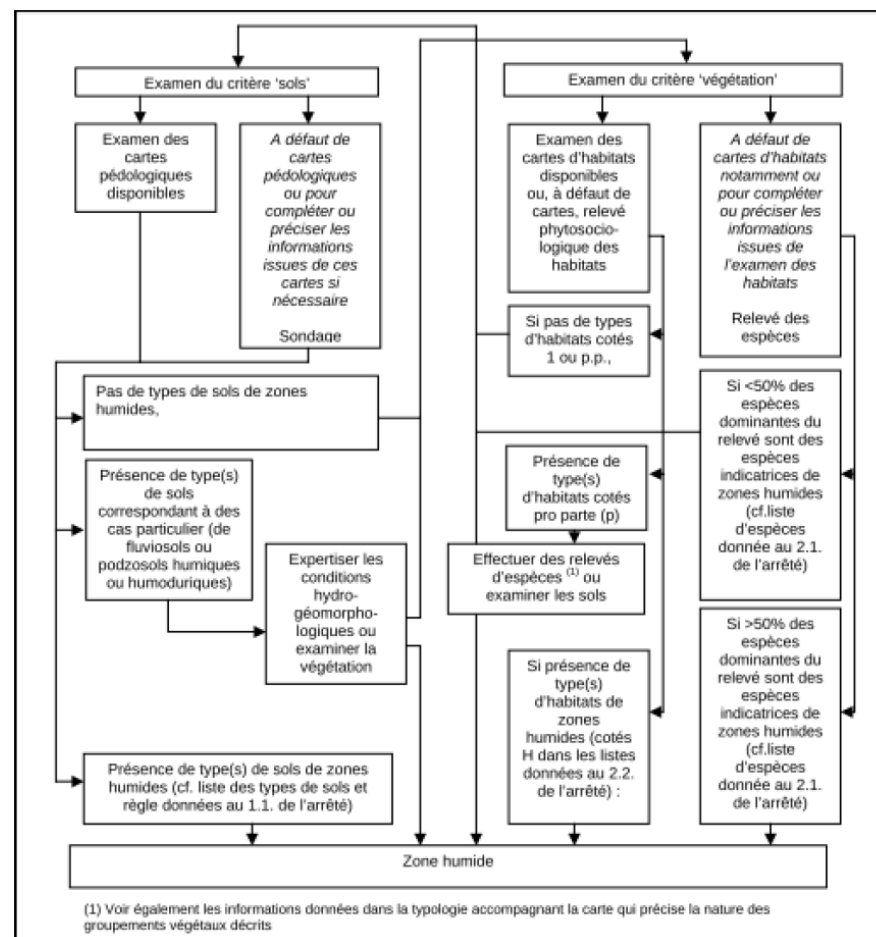 Examen du critère ‘sols’
Examen des
cartes
pédologiques
disponibles
A défaut de
cartes
pédologiques
ou pour
compléter ou
préciser les
informations
issues de ces
cartes si
nécessaire
Sondage
Pas de types de sols de zones
humides,
Présence de type(s)
de sols
correspondant à des
cas particulier (de
fluviosols ou
podzosols humiques
ou humoduriques)
Expertiser les
conditions
hydro-
géomorpho-
logiques ou
examiner la
végétation
Présence de type(s) de sols de zones
humides (cf. liste des types de sols et
règle données au 1.1. de l’arrêté)
Examen du critère ‘végétation’
Examen des
cartes d’habitats
disponibles
ou, à défaut de
cartes, relevé
phytosocio-
logique des
habitats
A défaut de
cartes d’habitats
notamment ou
pour compléter
ou préciser les
informations
issues de
l’examen des
habitats
Relevé des
espèces
Si pas de types
d’habitats cotés
1 ou p.p.,
Présence de
type(s)
d’habitats cotés
pro parte (p)
Effectuer des relevés
d’espèces (1) ou
examiner les sols
Si présence de
type(s)
d’habitats de
zones
humides (cotés
H dans les listes
données au 2.2.
de l’arrêté) :
Si <50% des
espèces
dominantes du
relevé sont des
espèces
indicatrices de
zones humides
(cf.liste
d’espèces
donnée au 2.1.
de l’arrêté)
Si >50% des
espèces
dominantes du
relevé sont des
espèces
indicatrices de
zones humides
(cf.liste
d’espèces
donnée au 2.1.
de l’arrêté)
Zone humide
(1) Voir également les informations données dans la typologie accompagnant la carte qui précise la nature des
groupements végétaux décrits